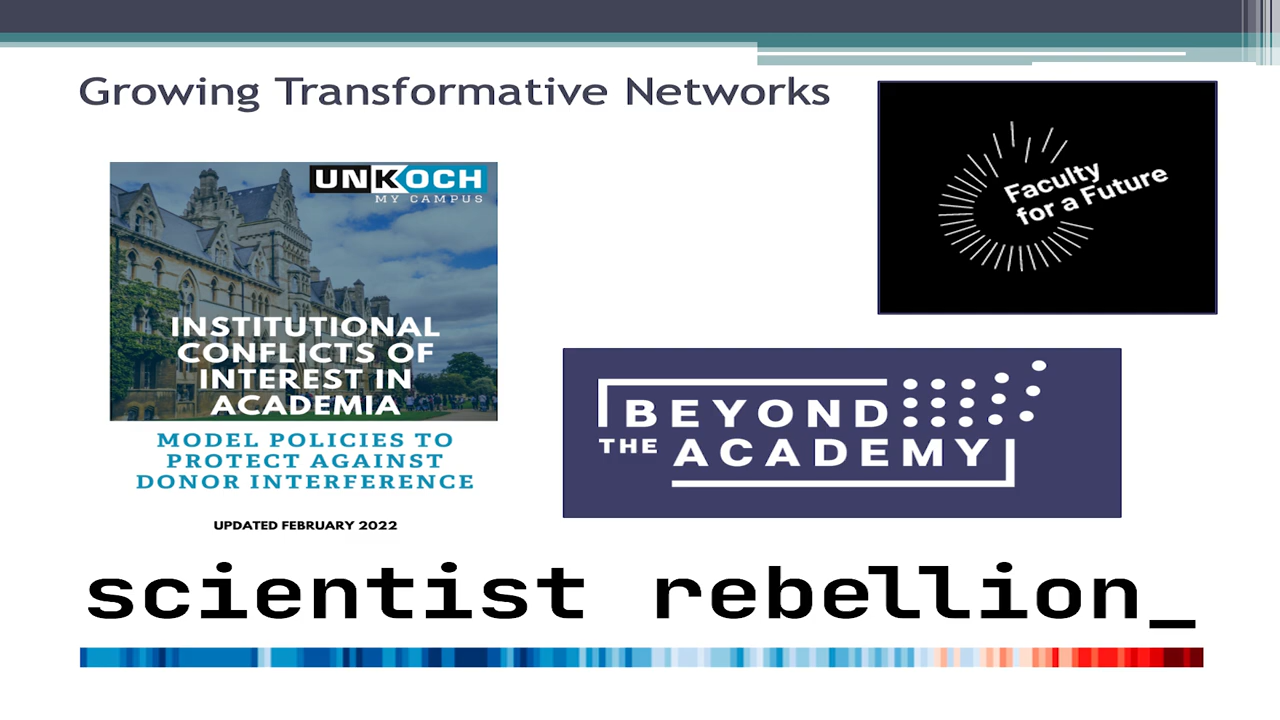 Growing Transformative Networks
UNKOCH
MY CAMPUS
INSTITUTIONAL
CONFLICTS OF
INTEREST IN
ACADEMIA
MODEL POLICIES TO
PROTECT AGAINST
DONOR INTERFERENCE
UPDATED FEBRUARY 2022
Faculty
for a Future
BEYOND
THE ACADEMY
scientist rebellion_